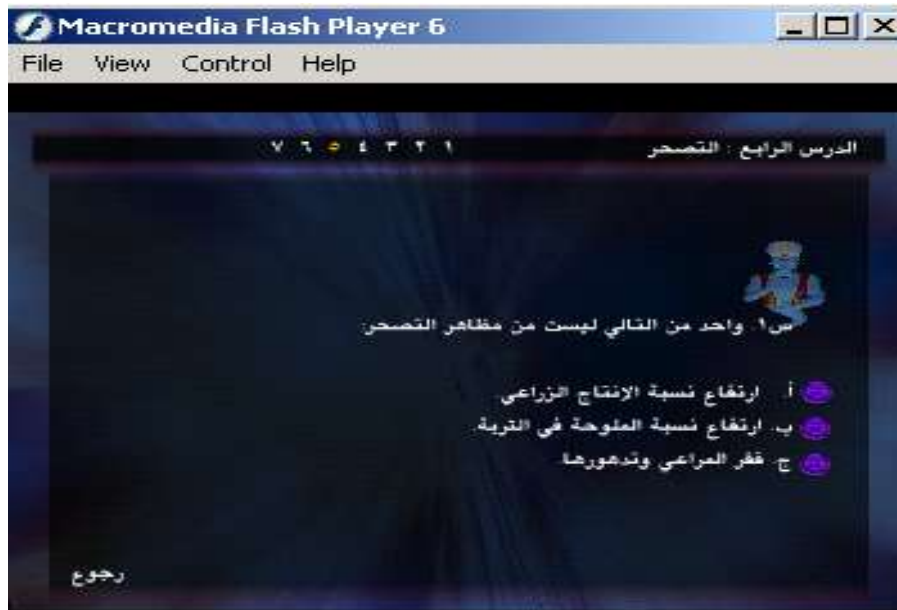 Macromedia Flash Player 6
File View Control Help
الدرس الرابع : التصحر
١ ٢ ٣ ٤ ٥ ٦ ٧
س١. واحد من التالي ليست من مظاهر التصحر:
أ. ارتفاع نسبة الإنتاج الزراعي.
ب. ارتفاع نسبة الملوحة في التربة.
ج. فقر المراعي وتدهورها.
رجوع